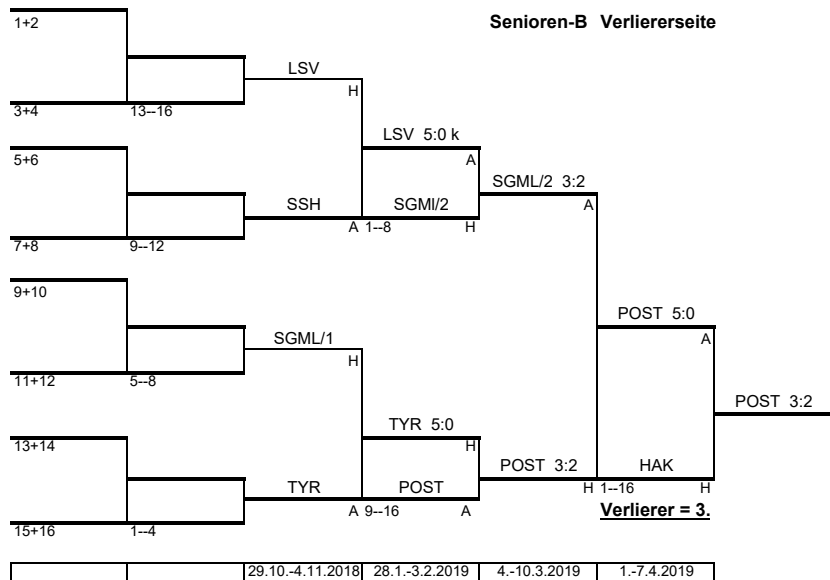 Senioren-B Verliererseite
1+2
LSV
H
3+4 13--16
LSV 5:0 k
5+6 A
SGML/2 3:2
SSH SGMl/2 A
A 1--8 H
7+8 9--12
9+10
POST 5:0
SGML/1 A
H
11+12 5--8
POST 3:2
TYR 5:0
13+14 H
POST 3:2 HAK
TYR POST H 1--16 H
A 9--16 A Verlierer = 3.
15+16 1--4
29.10.-4.11.2018 28.1.-3.2.2019 4.-10.3.2019 1.-7.4.2019